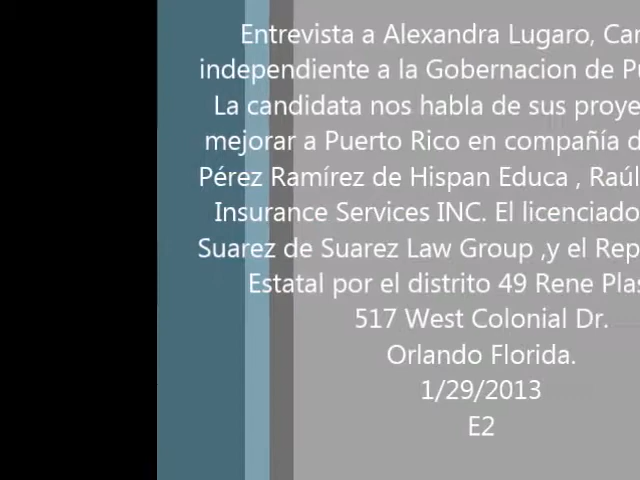 Entrevista a Alexandra Lugaro, Can
independiente a la Gobernacion de Pu
La candidata nos habla de sus proye
mejorar a Puerto Rico en compañía d
Pérez Ramírez de Hispan Educa , Raúl
Insurance Services INC. El licenciado
Suarez de Suarez Law Group ,y el Rep
Estatal por el distrito 49 Rene Plas
517 West Colonial Dr.
Orlando Florida.
1/29/2013
E2